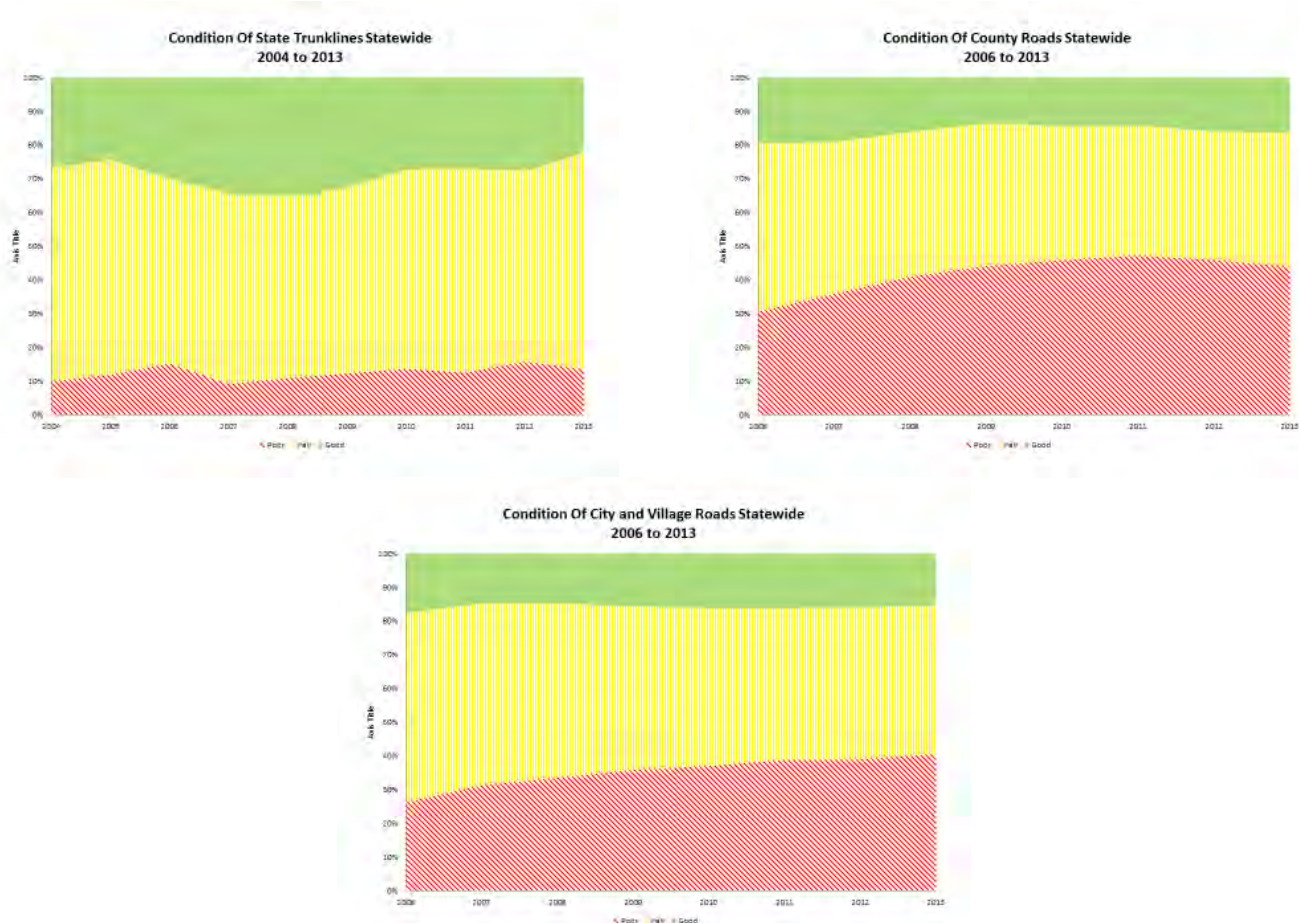 Condition Of State Trunklines Statewide
2004 to 2013
100%
90%
80%
70%
60%
50%
40%
30%
20%
10%
0%
Axis Title
2004 2005 2006 2007 2008 2009 2010 2011 2012 2013
Poor Fair Good
Condition Of County Roads Statewide
2006 to 2013
100%
90%
80%
70%
60%
50%
40%
30%
20%
10%
0%
Axis Title
2006 2007 2008 2009 2010 2011 2012 2013
Poor Fair Good
Condition Of City and Village Roads Statewide
2006 to 2013
100%
90%
80%
70%
60%
50%
40%
30%
20%
10%
0%
Axis Title
2006 2007 2008 2009 2010 2011 2012 2013
Poor Fair Good